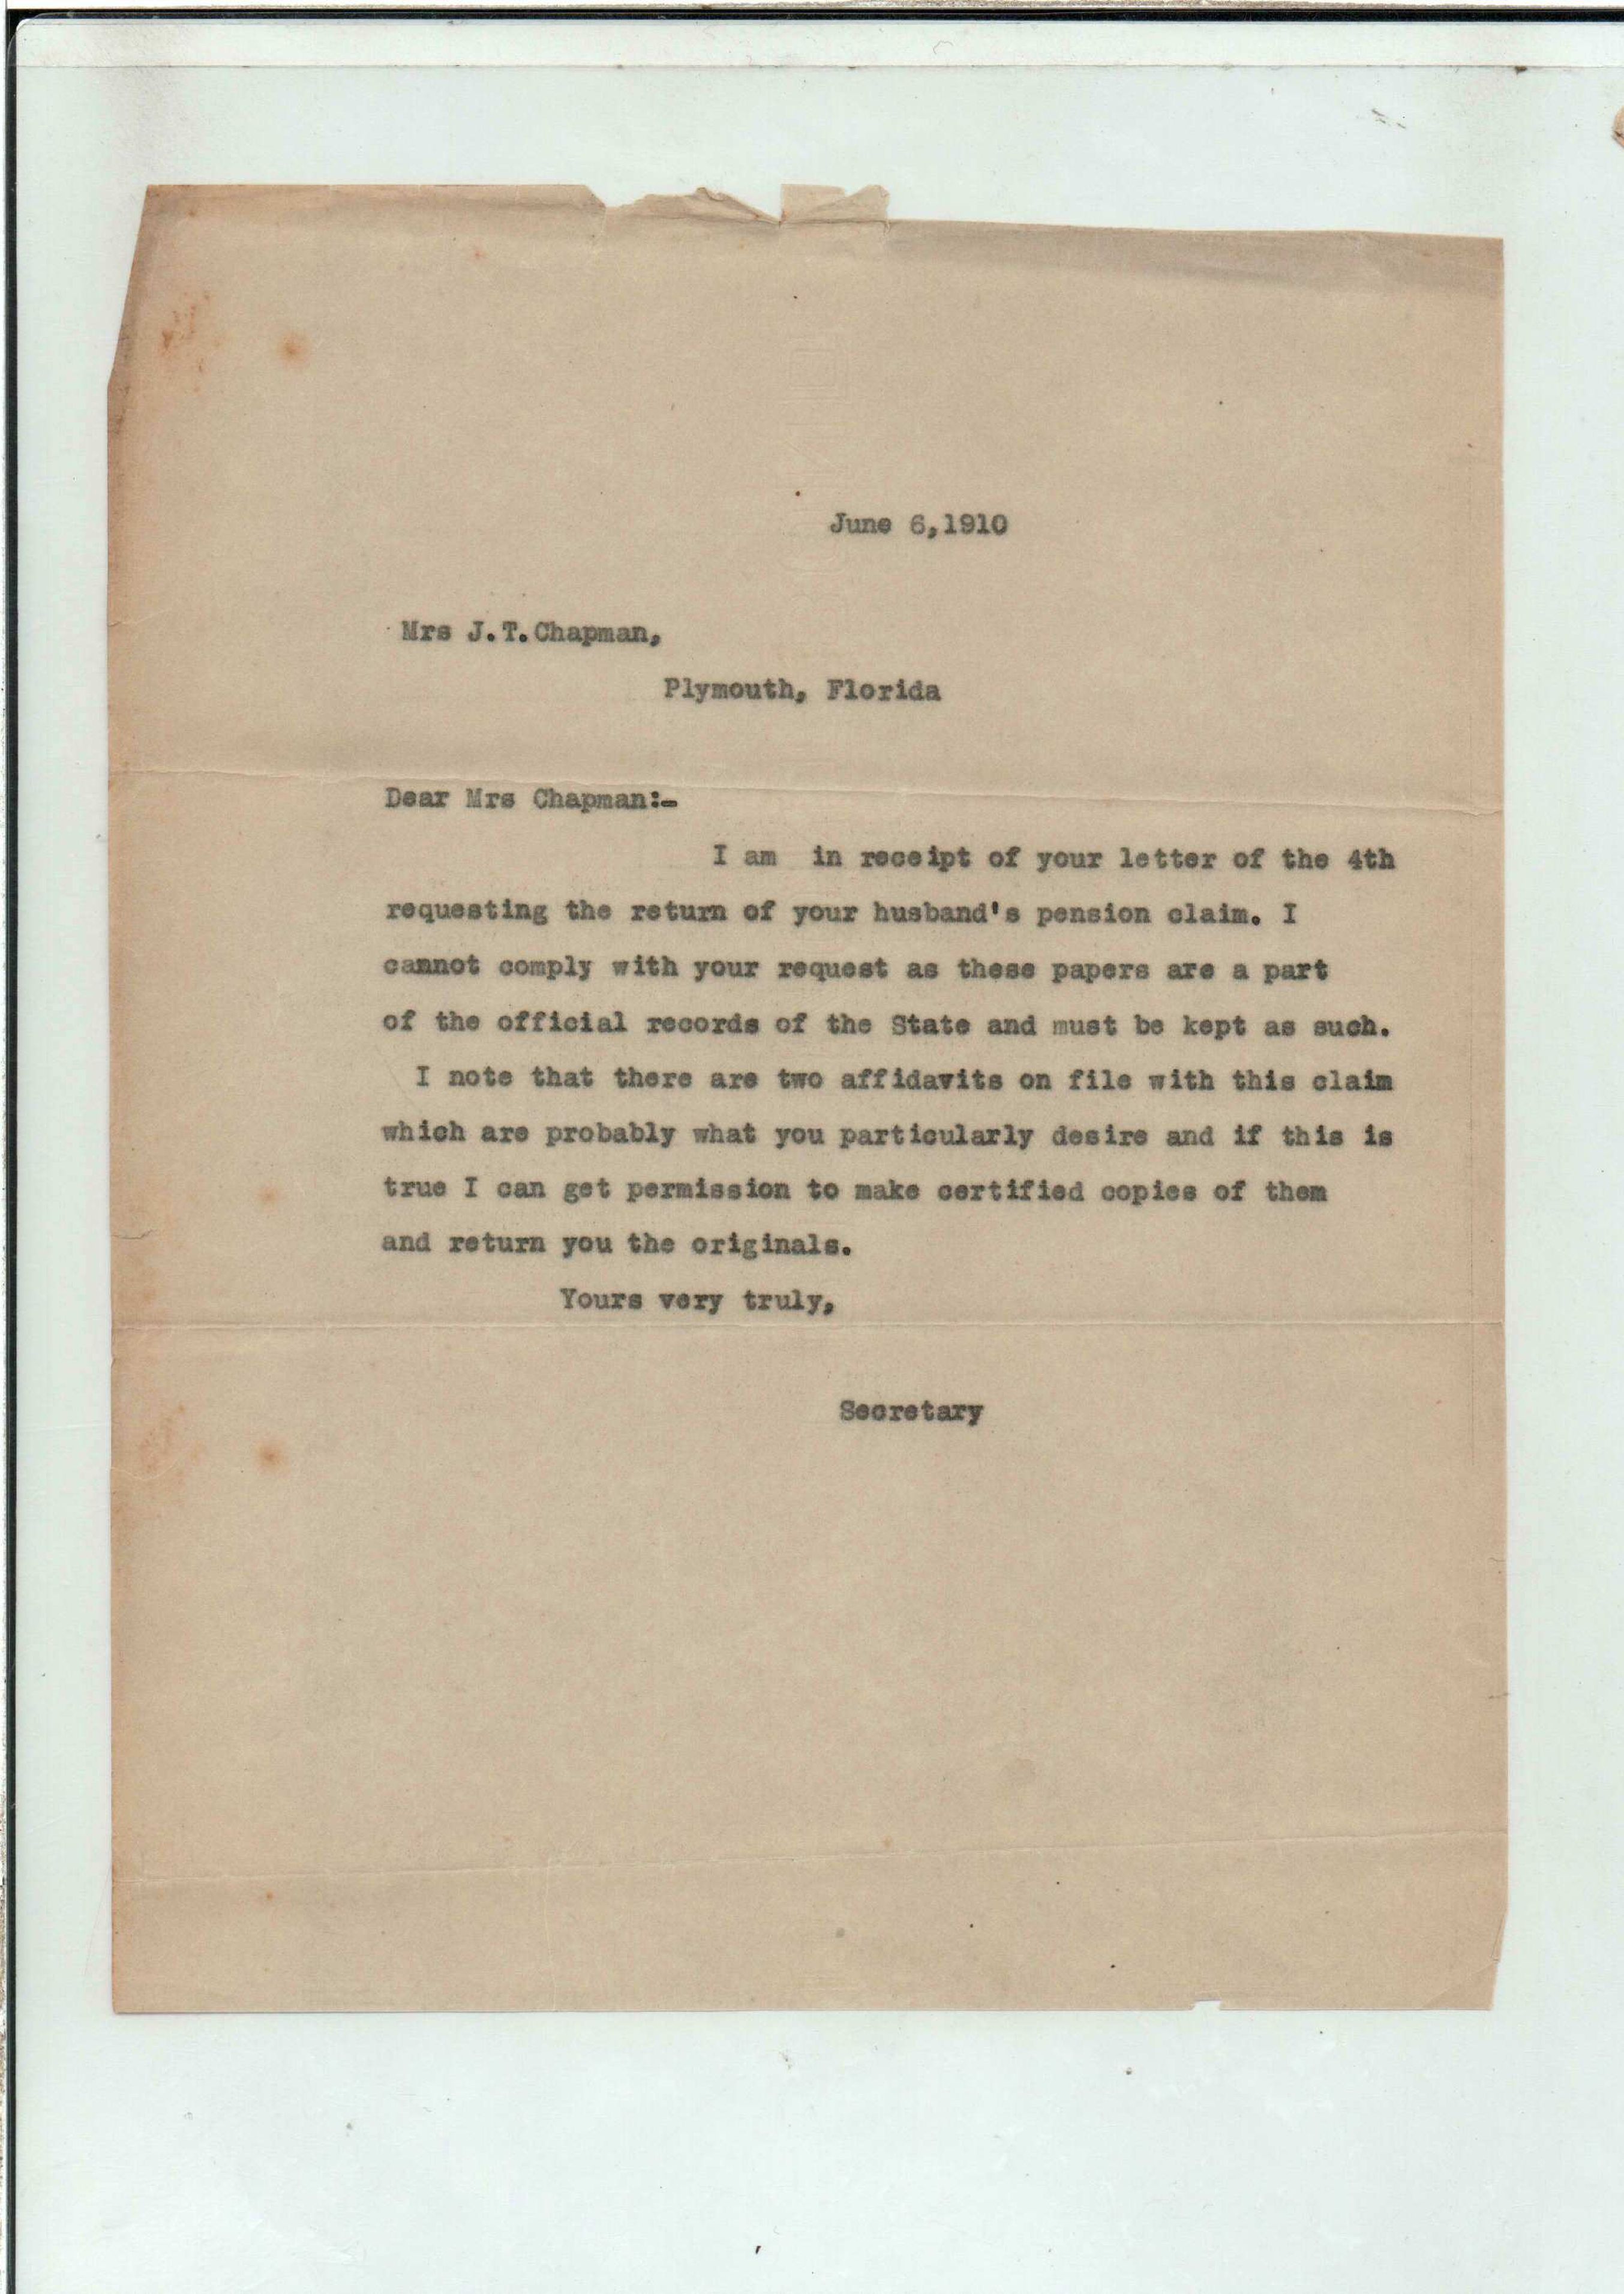 June 6,1910
Mrs J.T.Chapman,
Plymouth, Florida
Dear Mrs Chapman:-
I am in receipt of your letter of the 4th
requesting the return of your husband's pension claim. I
cannot comply with your request as these papers are a part
of the official records of the State and must be kept as such.
I note that there are two affidavits on file with this claim
which are probably what you particularly desire and if this is
true I can get permission to make certified copies of them
and return you the originals.
Yours very truly,
Secretary